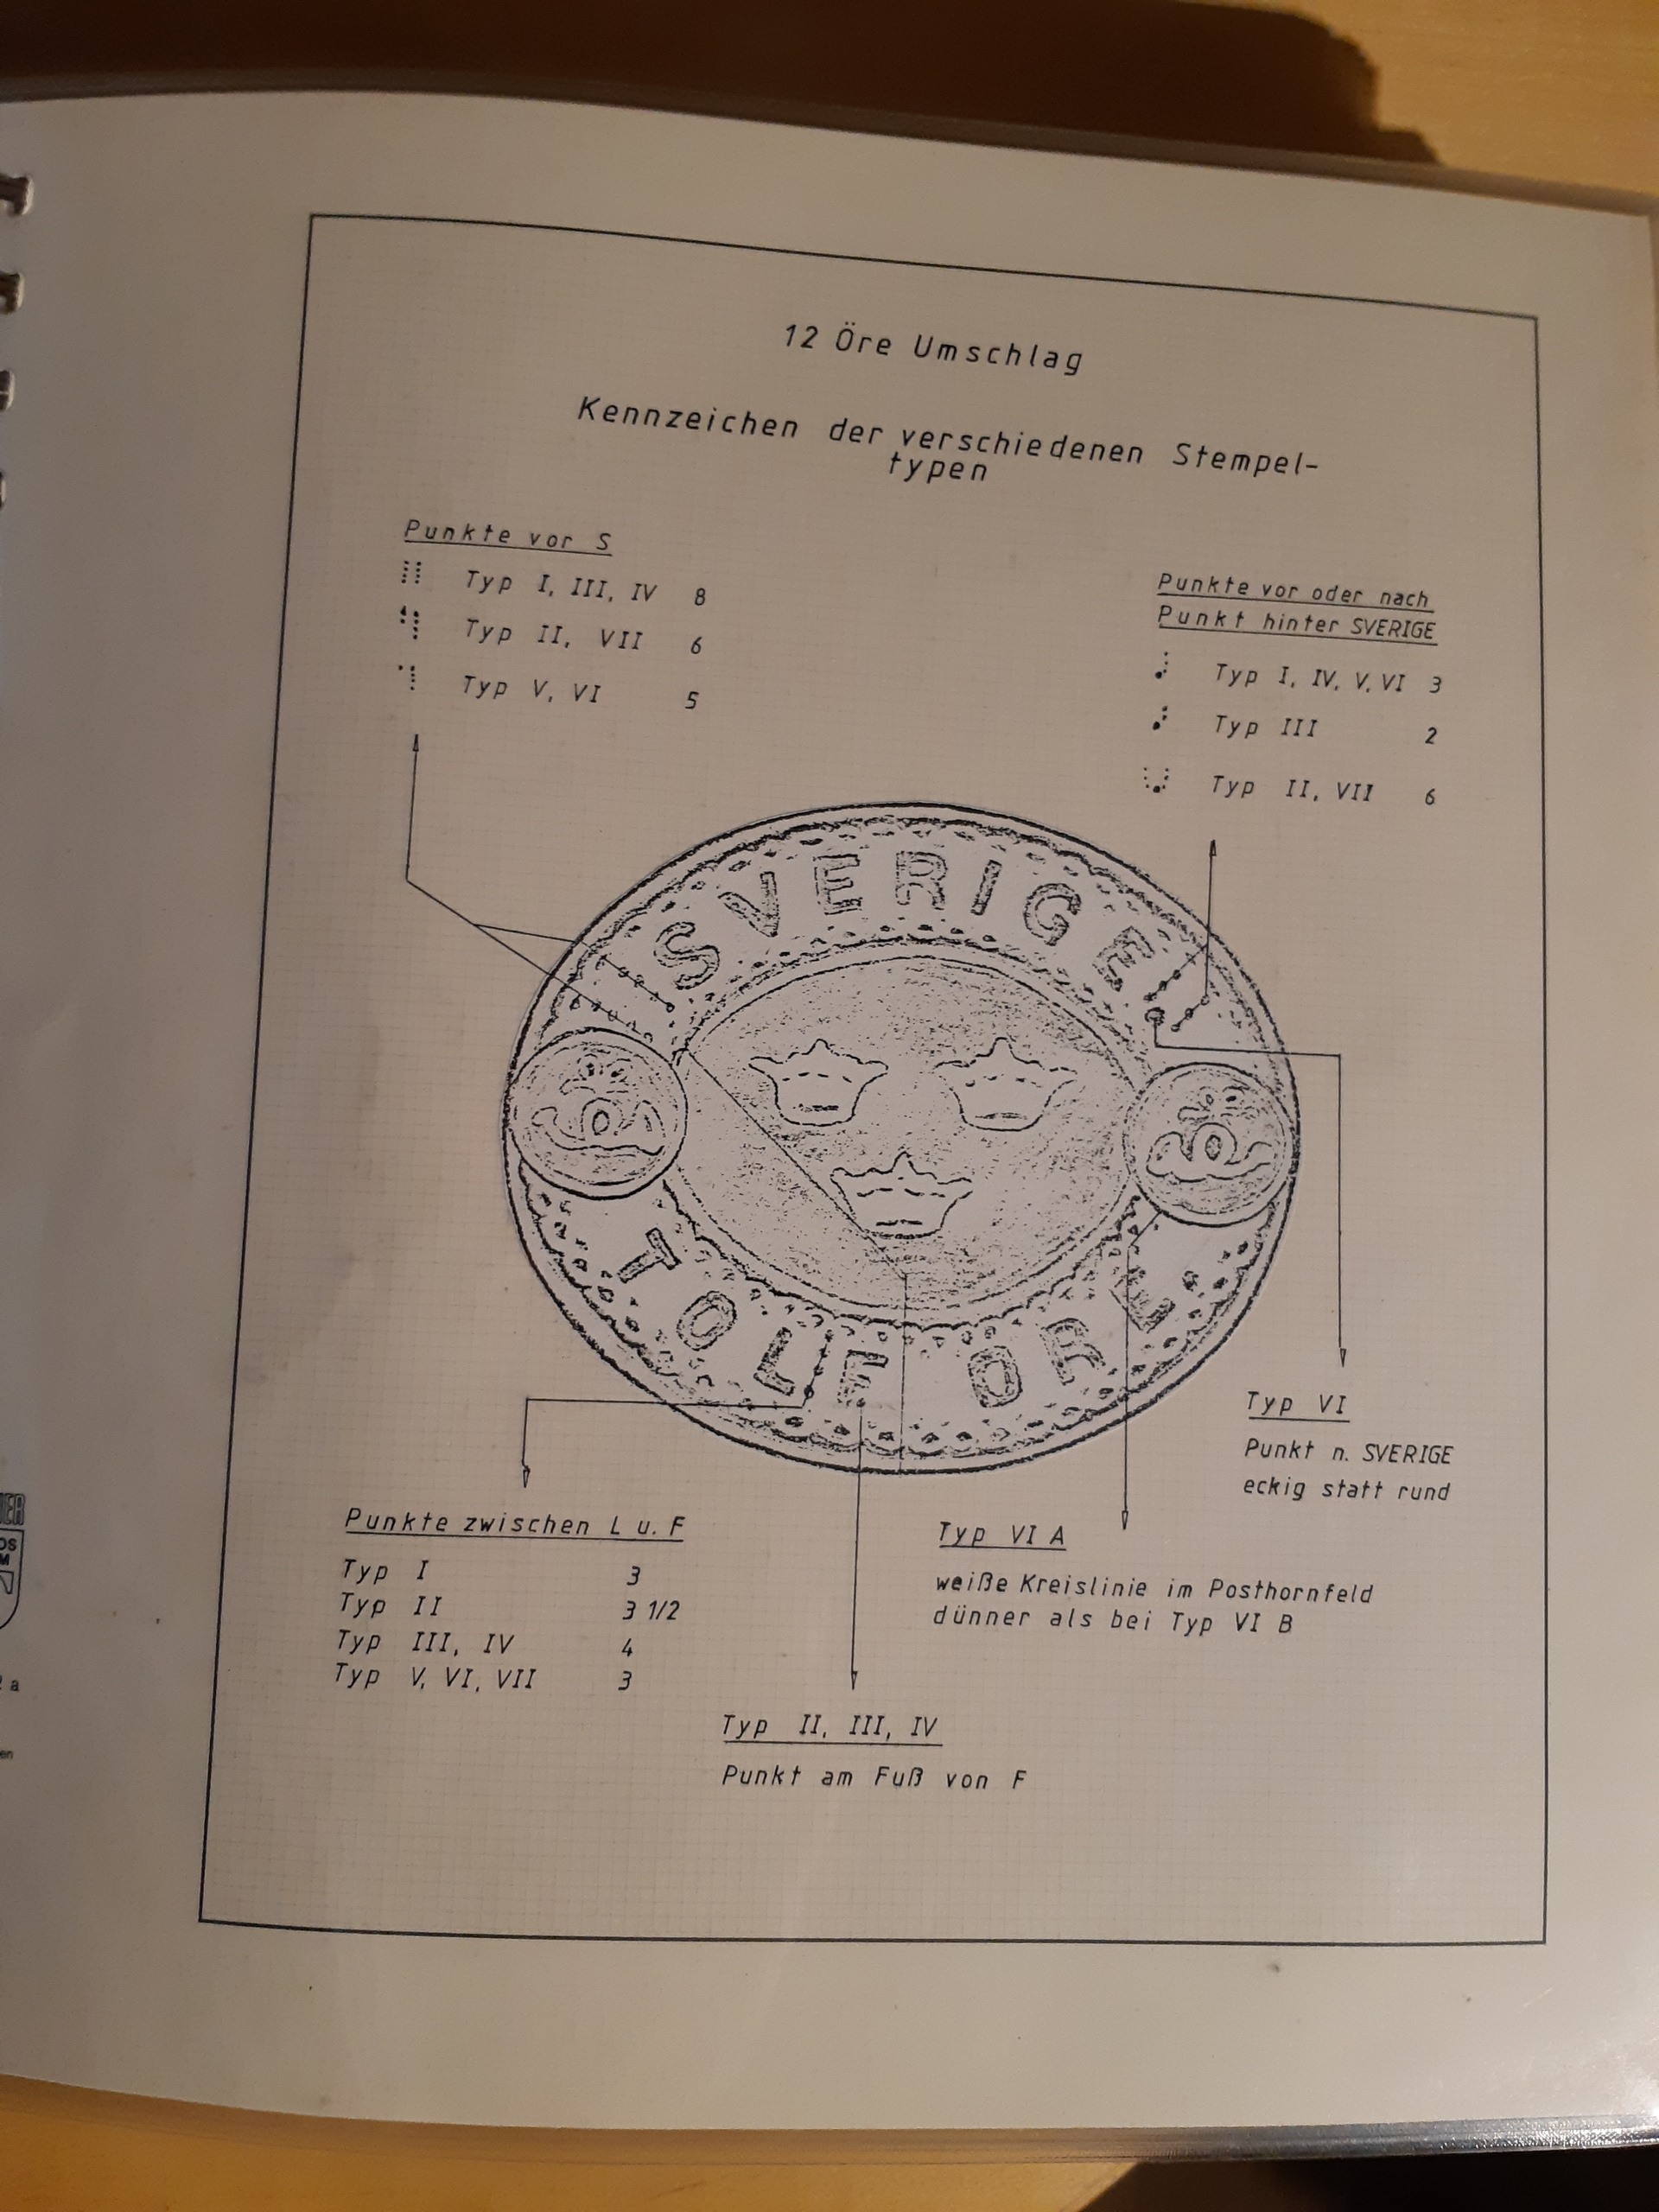 12 Öre Umschlag
Kennzeichen der verschiedenen Stempel-
typen
Punkte vor S
Typ I, III, IV 8
Typ II, VII 6
Typ V, VI 5
Punkte vor oder nach
Punkt hinter SVERIGE
Typ I, IV, V, VI 3
Typ III 2
Typ II, VII 6
SVERIGE
TOLF ÖRE
Typ VI
Punkt n. SVERIGE
eckig statt rund
Punkte zwischen L u. F
Typ I 3
Typ II 3 1/2
Typ III, IV 4
Typ V, VI, VII 3
Typ VI A
weiße Kreislinie im Posthornfeld
dünner als bei Typ VI B
Typ II, III, IV
Punkt am Fuß von F